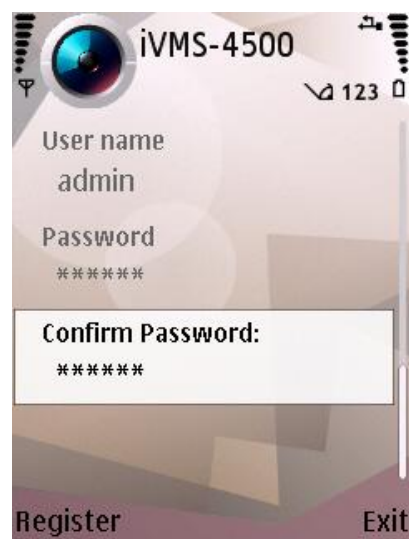 iVMS-4500
123
User name
admin
Password
******
Confirm Password:
******
Register Exit